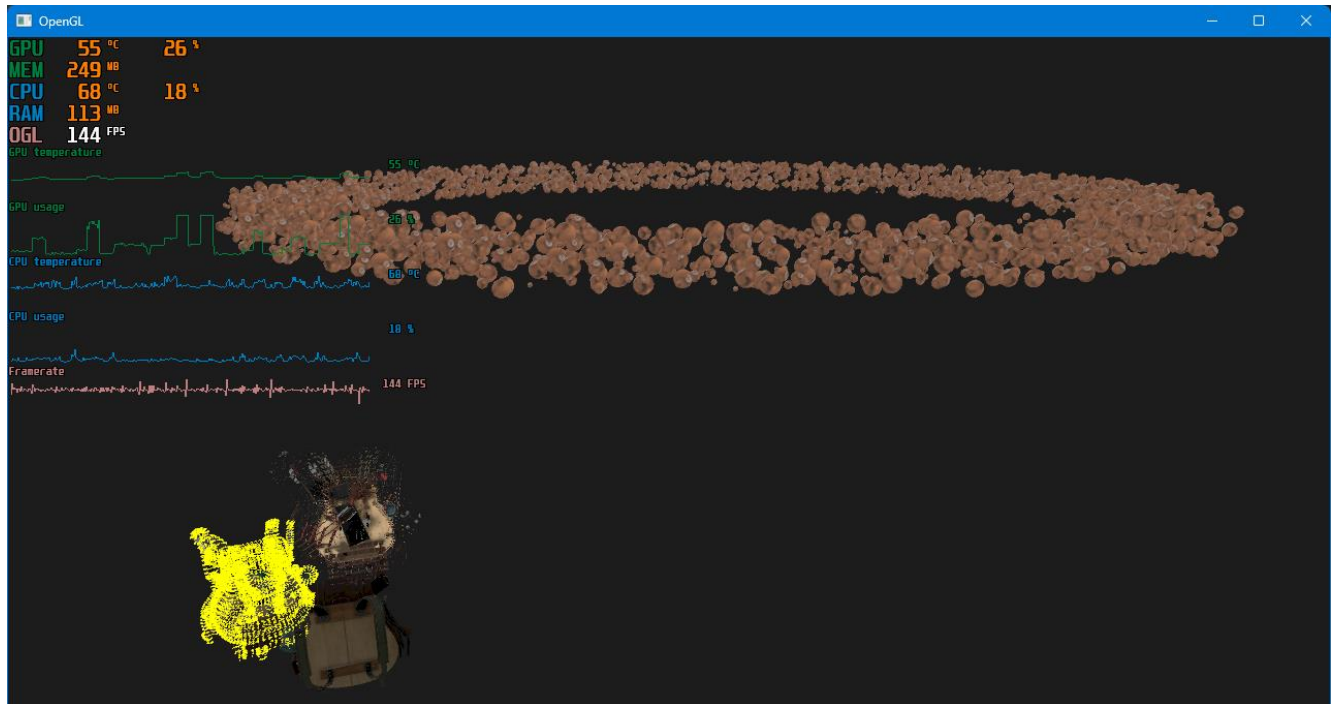 OpenGL
GPU 55 °C 26 %
MEM 249 MB
CPU 68 °C 18 %
RAM 113 MB
OGL 144 FPS
GPU temperature
55 °C
GPU usage
26 %
CPU temperature
68 °C
CPU usage
18 %
Framerate
144 FPS